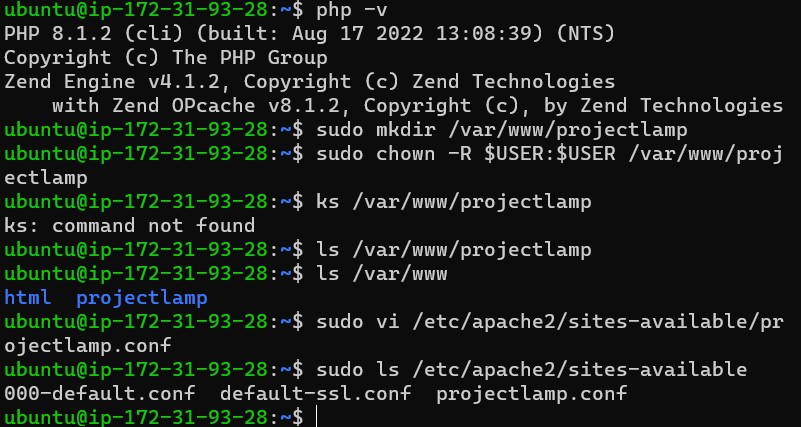 ubuntu@ip-172-31-93-28:~$ php -v
PHP 8.1.2 (cli) (built: Aug 17 2022 13:08:39) (NTS)
Copyright (c) The PHP Group
Zend Engine v4.1.2, Copyright (c) Zend Technologies
    with Zend OPcache v8.1.2, Copyright (c), by Zend Technologies
ubuntu@ip-172-31-93-28:~$ sudo mkdir /var/www/projectlamp
ubuntu@ip-172-31-93-28:~$ sudo chown -R $USER:$USER /var/www/proj
ectlamp
ubuntu@ip-172-31-93-28:~$ ks /var/www/projectlamp
ks: command not found
ubuntu@ip-172-31-93-28:~$ ls /var/www/projectlamp
ubuntu@ip-172-31-93-28:~$ ls /var/www
html  projectlamp
ubuntu@ip-172-31-93-28:~$ sudo vi /etc/apache2/sites-available/pr
ojectlamp.conf
ubuntu@ip-172-31-93-28:~$ sudo ls /etc/apache2/sites-available
000-default.conf  default-ssl.conf  projectlamp.conf
ubuntu@ip-172-31-93-28:~$